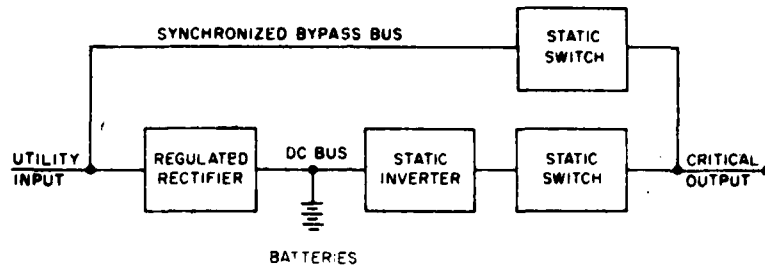 SYNCHRONIZED BYPASS BUS
STATIC
SWITCH
UTILITY
INPUT
REGULATED
RECTIFIER
DC BUS
STATIC
INVERTER
STATIC
SWITCH
CRITICAL
OUTPUT
BATTERIES